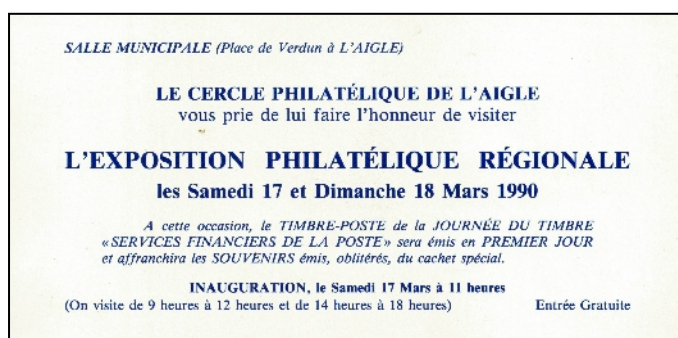 SALLE MUNICIPALE (Place de Verdun à L'AIGLE)
LE CERCLE PHILATÉLIQUE DE L'AIGLE
vous prie de lui faire l'honneur de visiter
L'EXPOSITION PHILATÉLIQUE RÉGIONALE
les Samedi 17 et Dimanche 18 Mars 1990
A cette occasion, le TIMBRE-POSTE de la JOURNÉE DU TIMBRE
«SERVICES FINANCIERS DE LA POSTE» sera émis en PREMIER JOUR
et affranchira les SOUVENIRS émis, oblitérés, du cachet spécial.
INAUGURATION, le Samedi 17 Mars à 11 heures
(On visite de 9 heures à 12 heures et de 14 heures à 18 heures) Entrée Gratuite